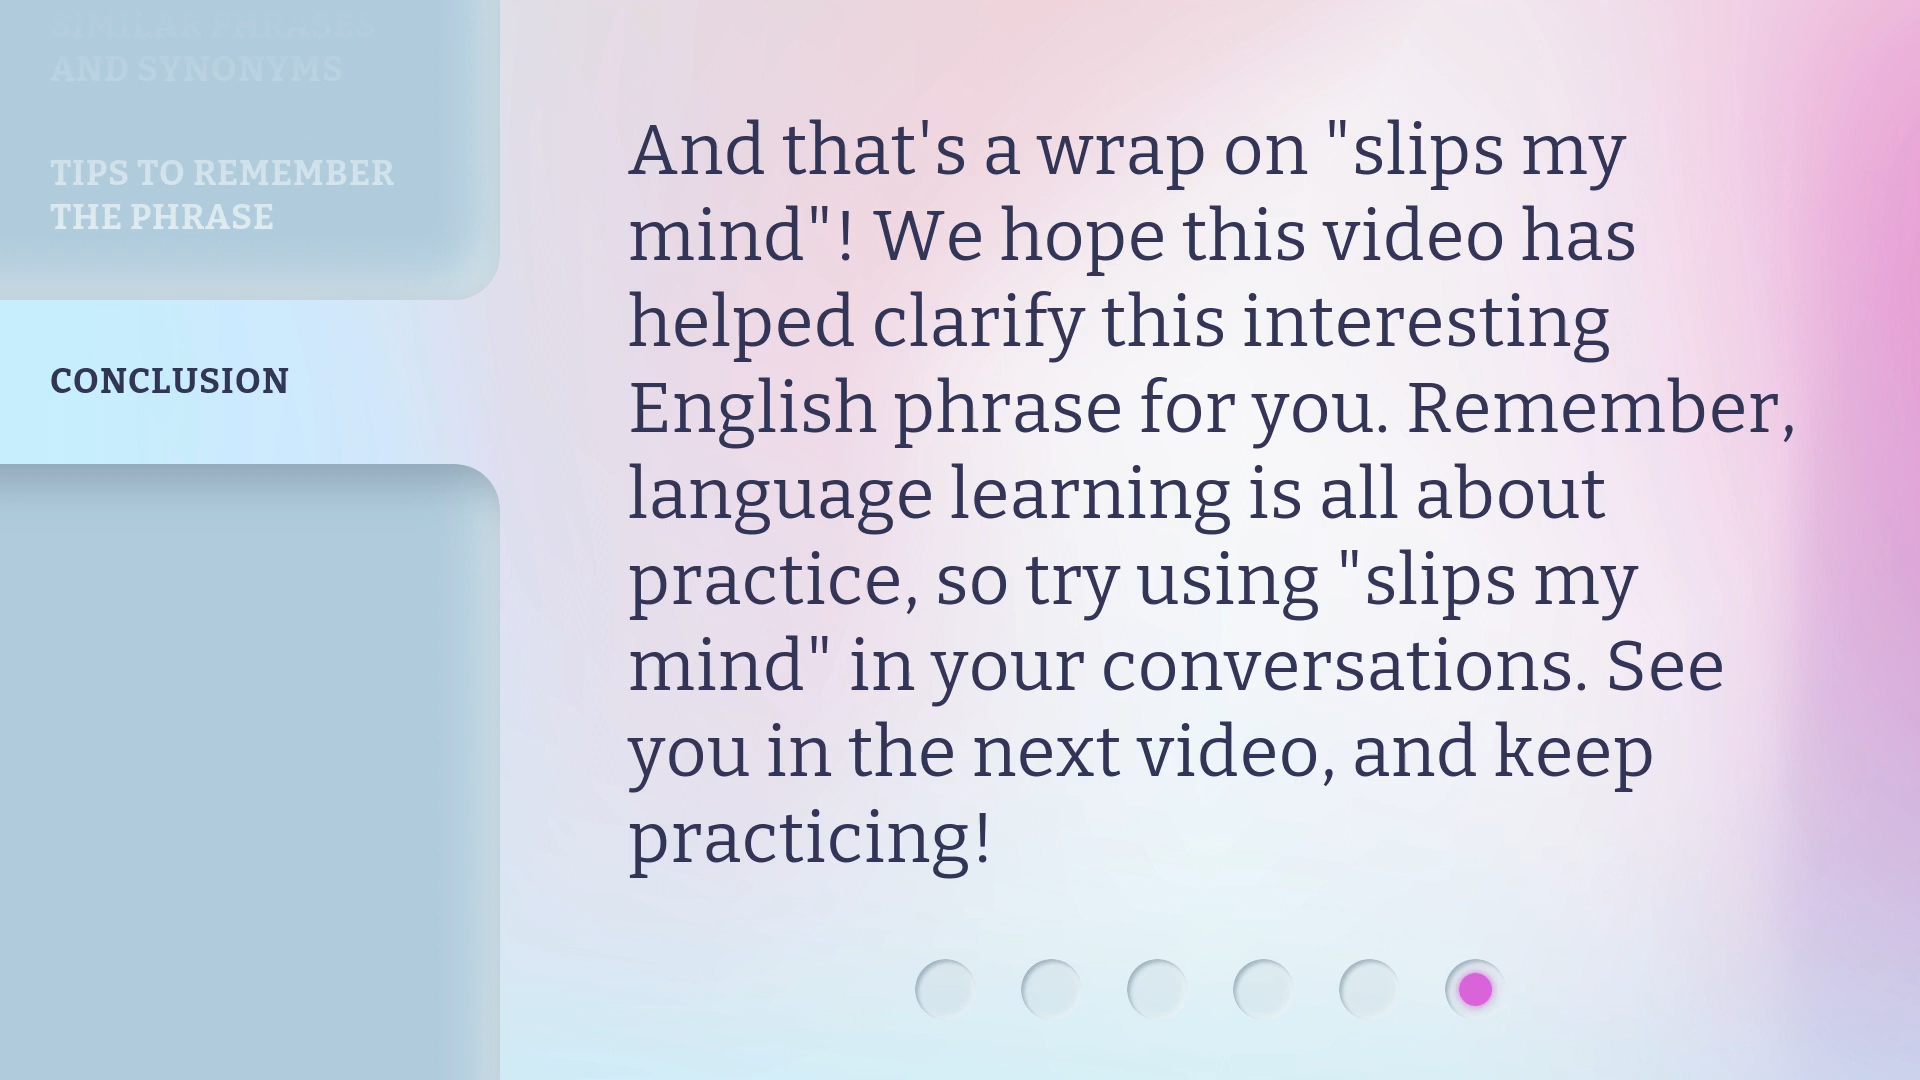 SIMILAR PHRASES
AND SYNONYMS
TIPS TO REMEMBER
THE PHRASE
CONCLUSION
And that's a wrap on "slips my
mind"! We hope this video has
helped clarify this interesting
English phrase for you. Remember,
language learning is all about
practice, so try using "slips my
mind" in your conversations. See
you in the next video, and keep
practicing!